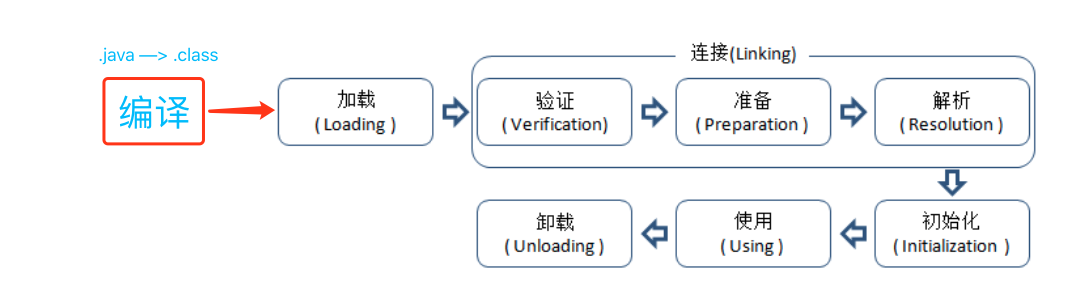 .java —> .class
编译
连接(Linking)
加载
( Loading )
验证
( Verification)
准备
( Preparation )
解析
( Resolution )
初始化
(Initialization )
使用
( Using )
卸载
( Unloading )